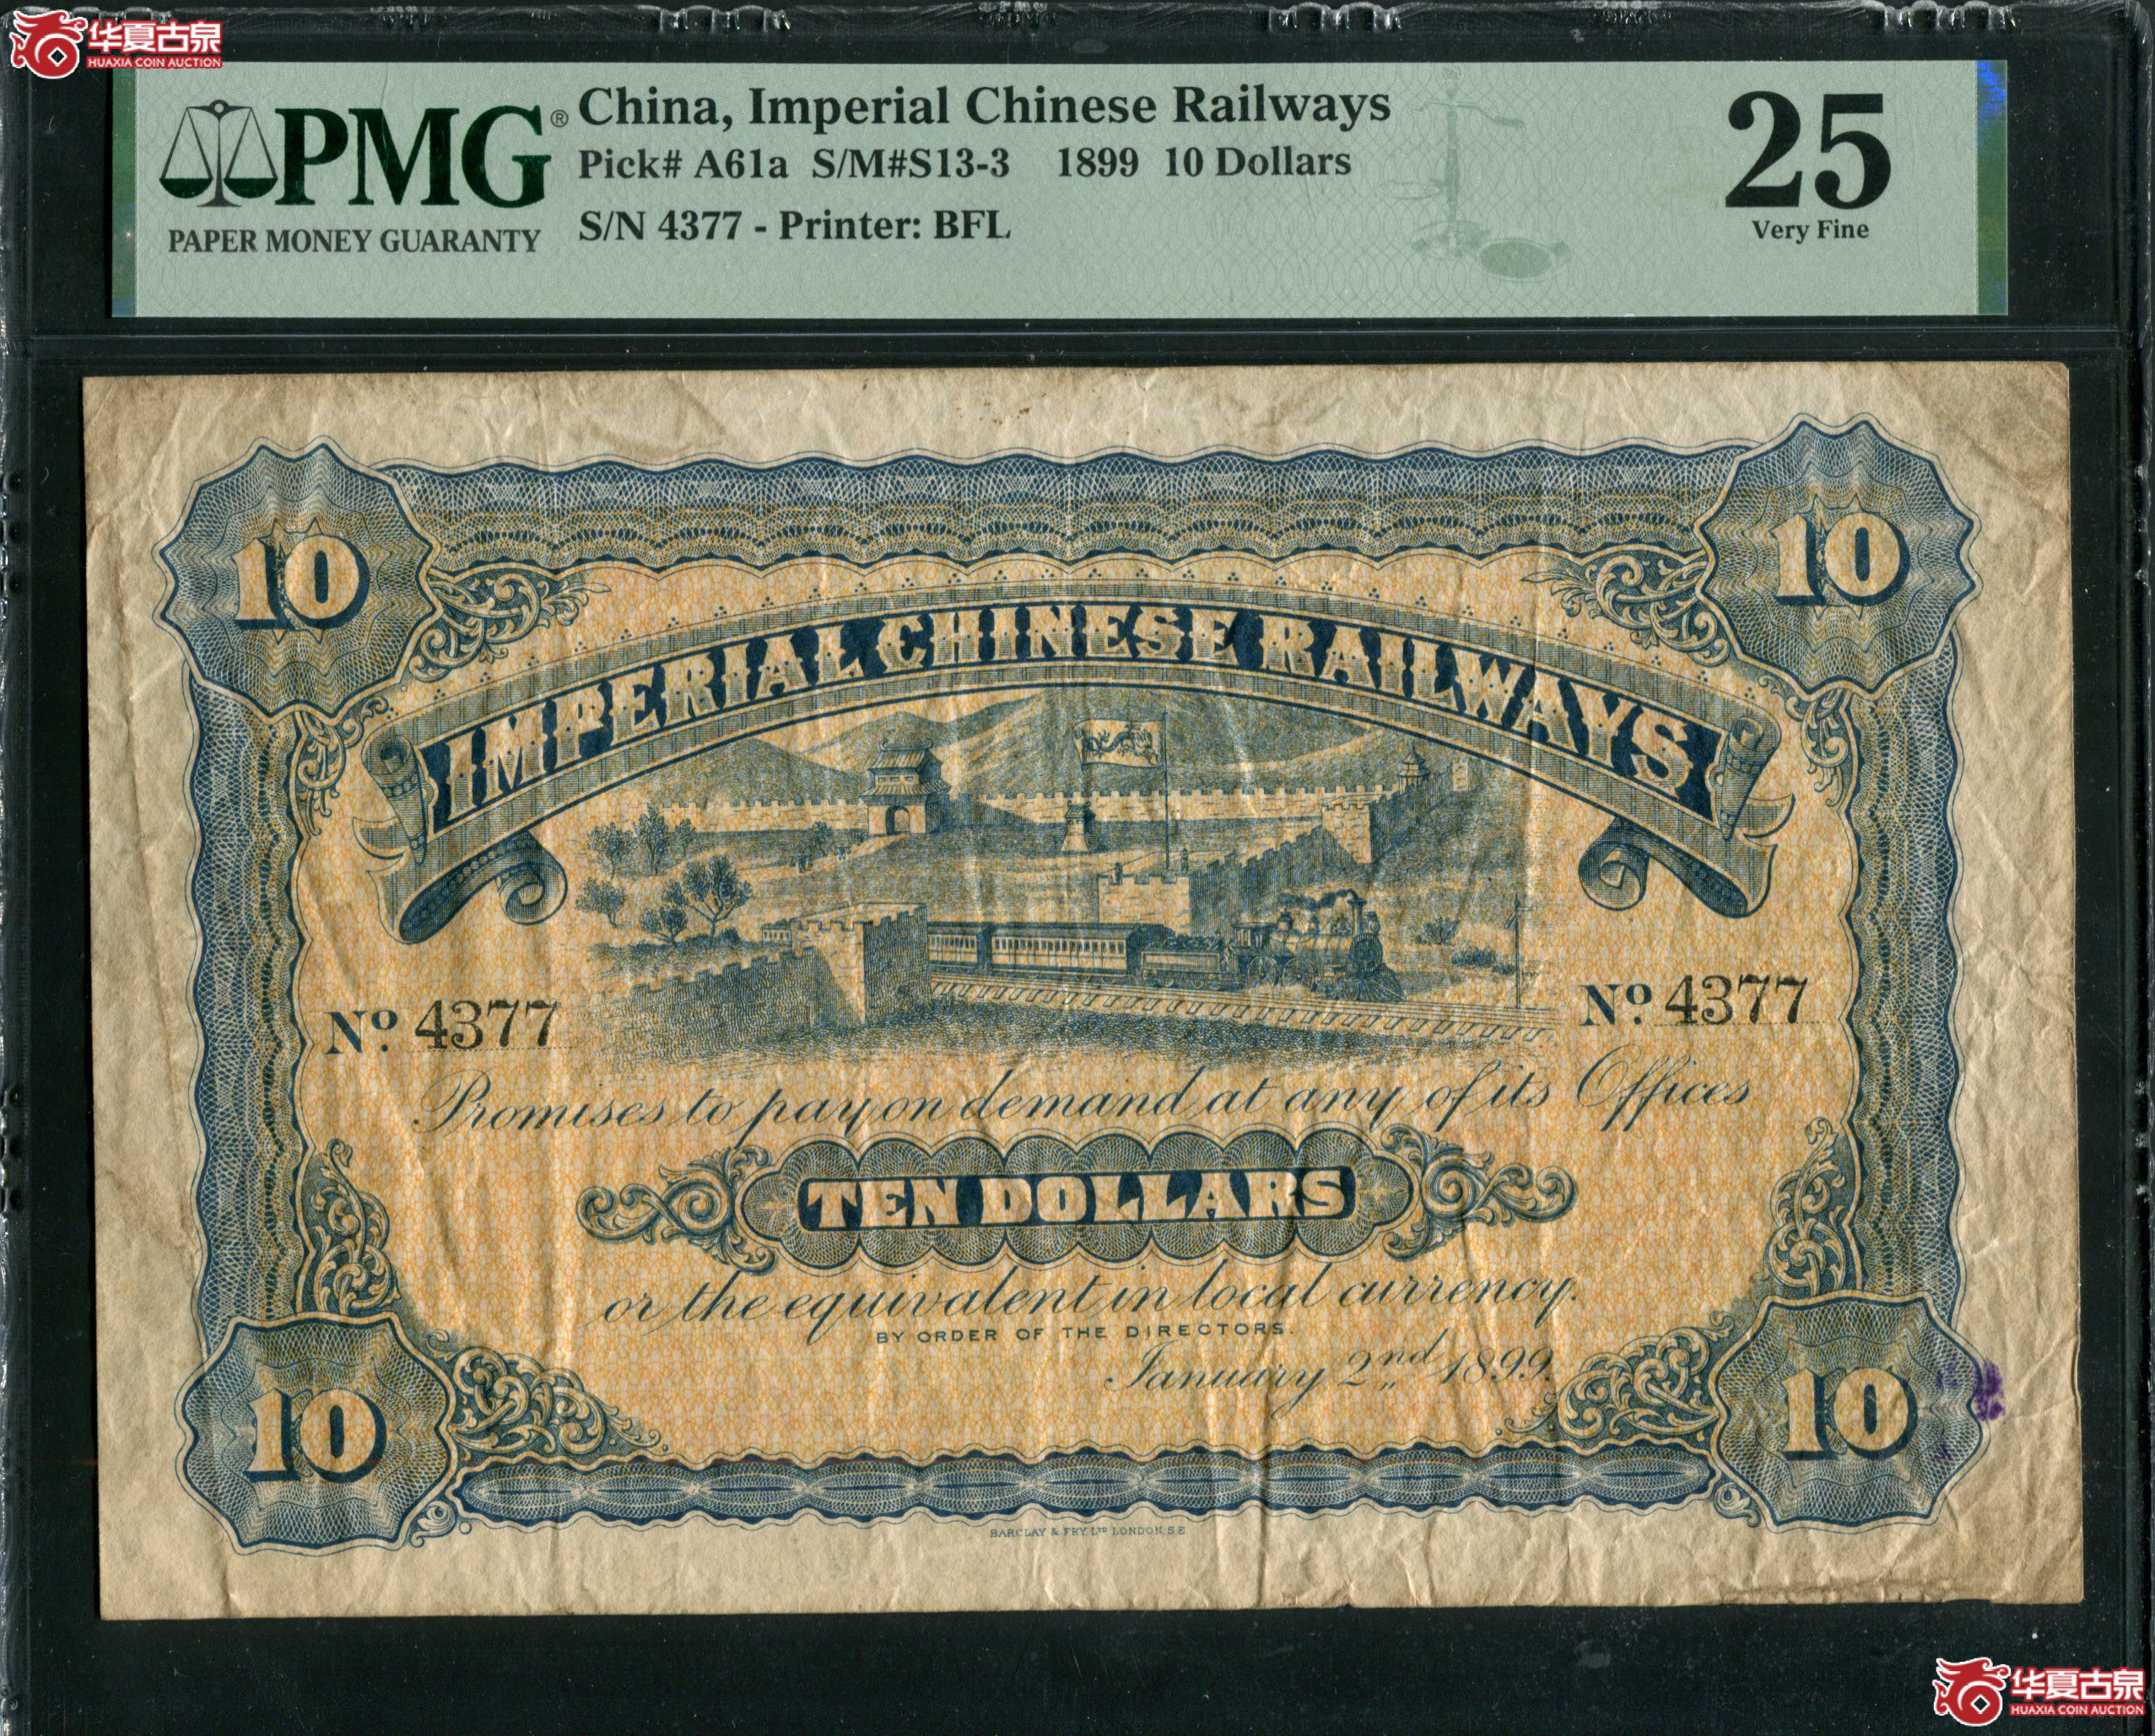 华夏古泉
HUAXIA COIN AUCTION
PMG®
PAPER MONEY GUARANTY
China, Imperial Chinese Railways
Pick# A61a S/M#S13-3 1899 10 Dollars
S/N 4377 - Printer: BFL
25
Very Fine
10
10
IMPERIAL CHINESE RAILWAYS
No. 4377
No. 4377
Promises to pay on demand at any of its Offices
TEN DOLLARS
or the equivalent in local currency.
BY ORDER OF THE DIRECTORS.
January 2nd 1899.
10
10
BARCLAY & FRY, LTD LONDON, S.E.
华夏古泉
HUAXIA COIN AUCTION